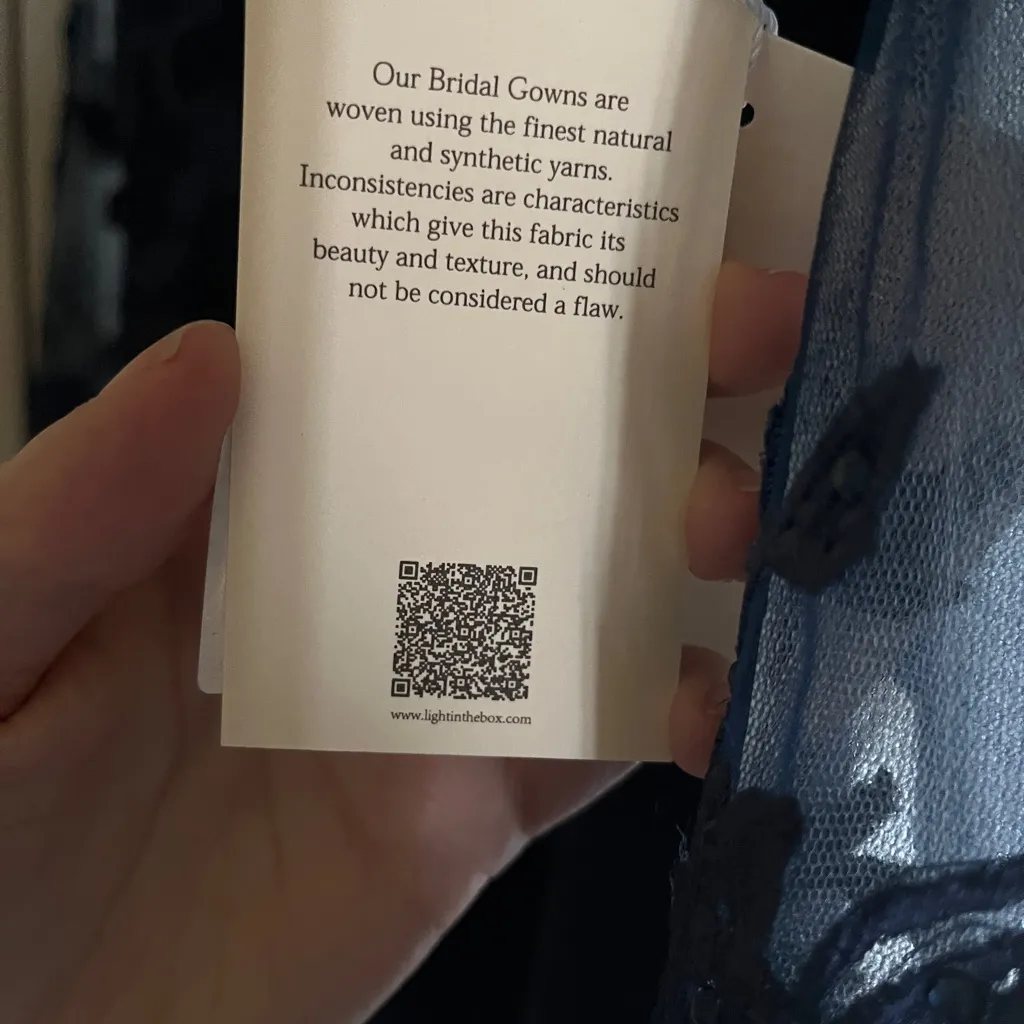 Our Bridal Gowns are
woven using the finest natural
and synthetic yarns.
Inconsistencies are characteristics
which give this fabric its
beauty and texture, and should
not be considered a flaw.
www.lightinthebox.com